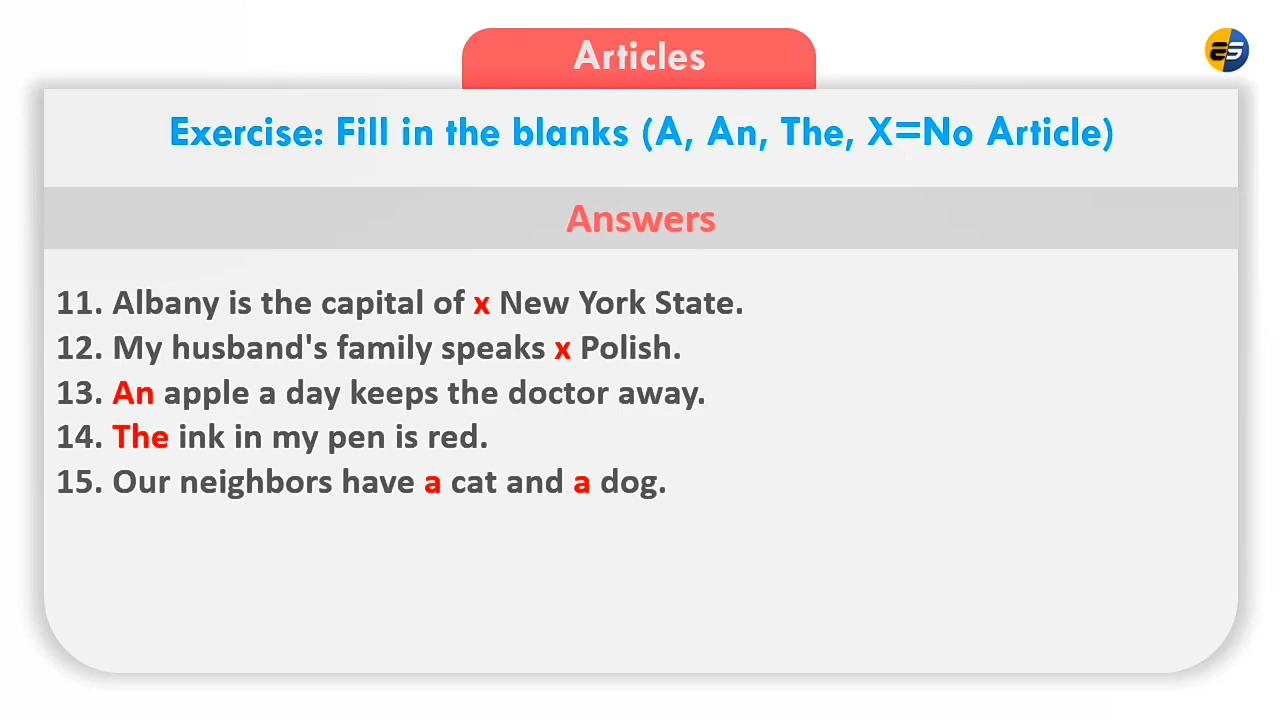 Articles
ES
Exercise: Fill in the blanks (A, An, The, X=No Article)
Answers
11. Albany is the capital of x New York State.
12. My husband's family speaks x Polish.
13. An apple a day keeps the doctor away.
14. The ink in my pen is red.
15. Our neighbors have a cat and a dog.